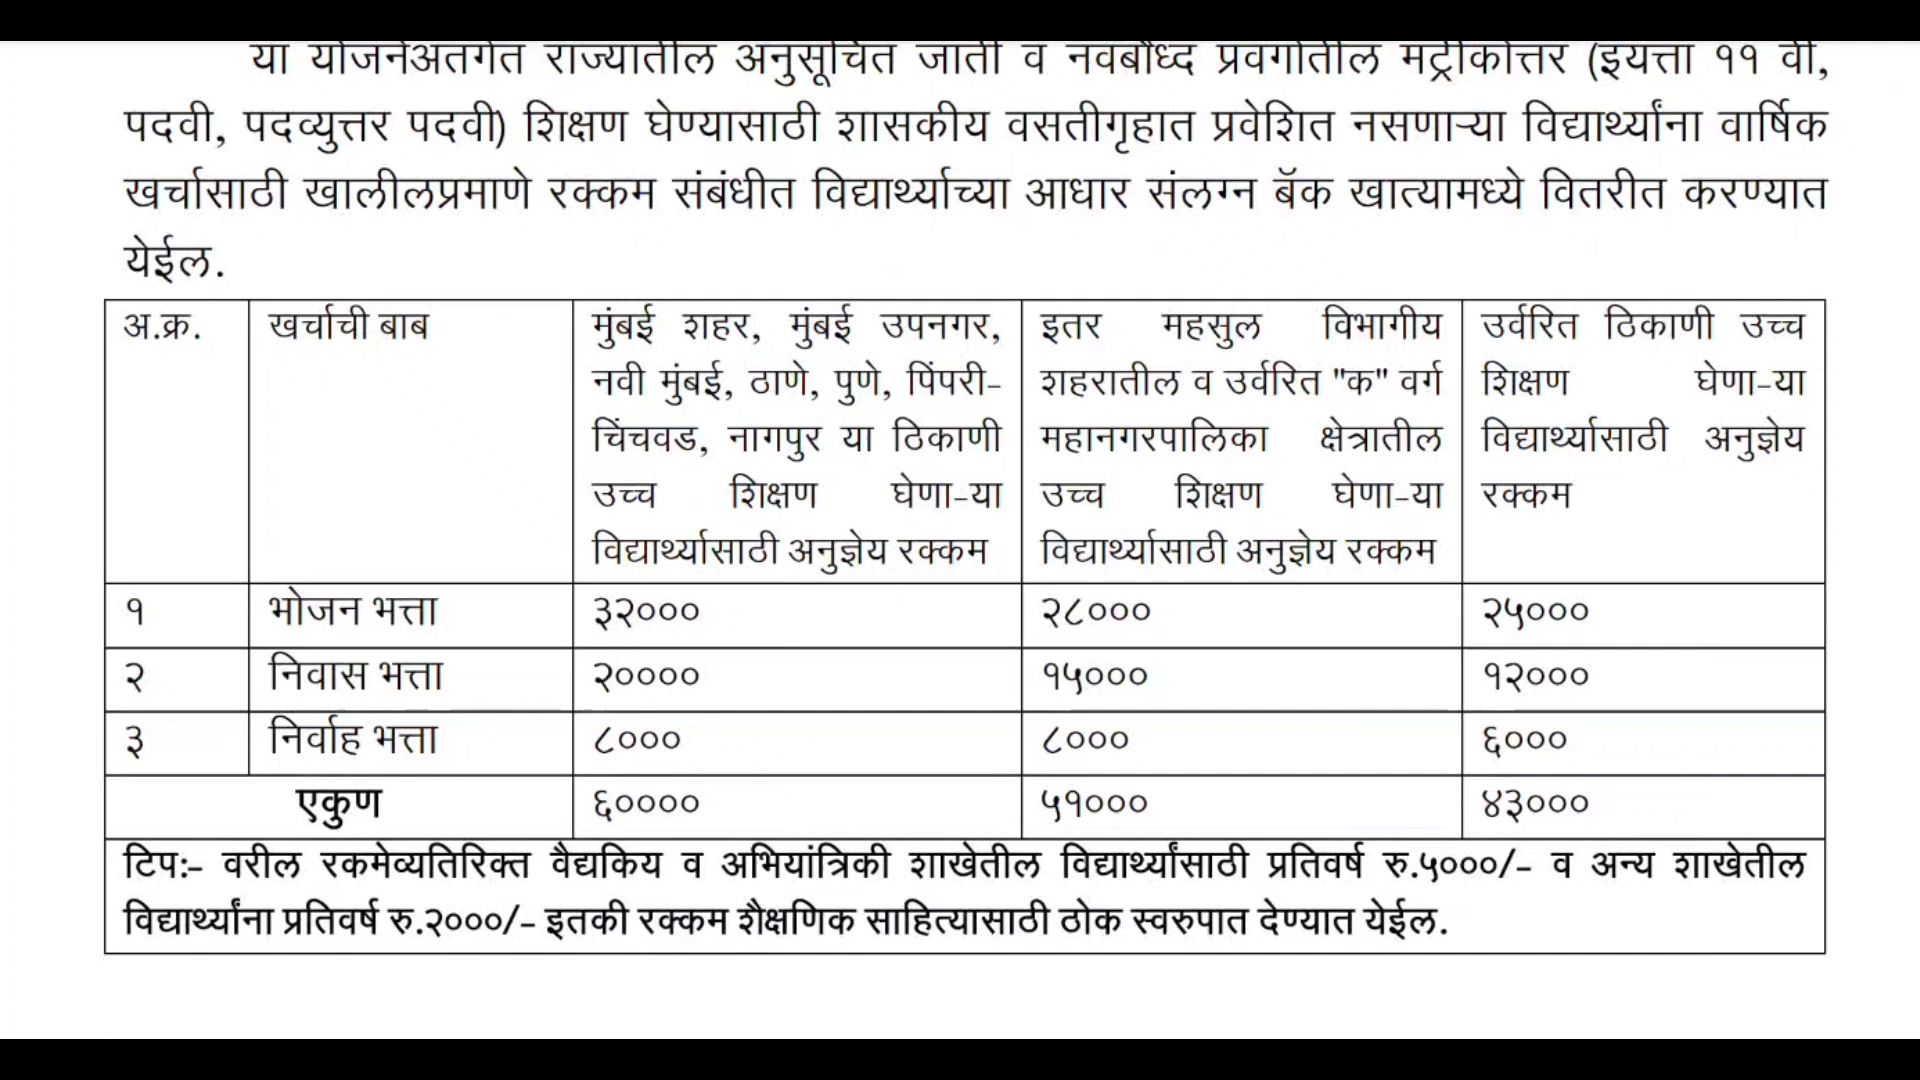 या योजनेअंतर्गत राज्यातील अनुसूचित जाती व नवबौध्द प्रवर्गातील मट्रीकोत्तर (इयत्ता ११ वी,
पदवी, पदव्युत्तर पदवी) शिक्षण घेण्यासाठी शासकीय वसतीगृहात प्रवेशित नसणाऱ्या विद्यार्थ्यांना वार्षिक
खर्चासाठी खालीलप्रमाणे रक्कम संबंधीत विद्यार्थ्याच्या आधार संलग्न बॅक खात्यामध्ये वितरीत करण्यात
येईल.
अ.क्र.
खर्चाची बाब
मुंबई शहर, मुंबई उपनगर,
नवी मुंबई, ठाणे, पुणे, पिंपरी-
चिंचवड, नागपुर या ठिकाणी
उच्च शिक्षण घेणा-या
विद्यार्थ्यासाठी अनुज्ञेय रक्कम
इतर महसुल विभागीय
शहरातील व उर्वरित "क" वर्ग
महानगरपालिका क्षेत्रातील
उच्च शिक्षण घेणा-या
विद्यार्थ्यासाठी अनुज्ञेय रक्कम
उर्वरित ठिकाणी उच्च
शिक्षण घेणा-या
विद्यार्थ्यासाठी अनुज्ञेय
रक्कम
१ भोजन भत्ता ३२००० २८००० २५०००
२ निवास भत्ता २०००० १५००० १२०००
३ निर्वाह भत्ता ८००० ८००० ६०००
एकुण ६०००० ५१००० ४३०००
टिपः- वरील रकमेव्यतिरिक्त वैद्यकिय व अभियांत्रिकी शाखेतील विद्यार्थ्यांसाठी प्रतिवर्ष रु.५०००/- व अन्य शाखेतील
विद्यार्थ्यांना प्रतिवर्ष रु.२०००/- इतकी रक्कम शैक्षणिक साहित्यासाठी ठोक स्वरुपात देण्यात येईल.